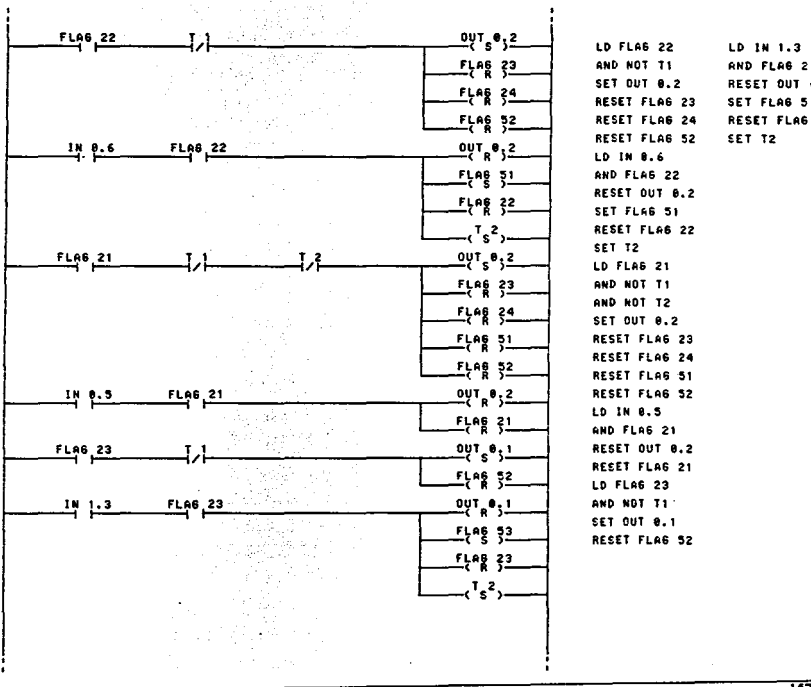 FLAG 22 T 1 OUT 0.2
( S )
FLAG 23
( R )
FLAG 24
( R )
FLAG 52
( R )
IN 0.6 FLAG 22 OUT 0.2
( R )
FLAG 51
( S )
FLAG 22
( R )
T 2
( S )
FLAG 21 T 1 T 2 OUT 0.2
( S )
FLAG 23
( R )
FLAG 24
( R )
FLAG 51
( R )
FLAG 52
( R )
IN 0.5 FLAG 21 OUT 0.2
( R )
FLAG 21
( R )
FLAG 23 T 1 OUT 0.1
( S )
FLAG 52
( R )
IN 1.3 FLAG 23 OUT 0.1
( R )
FLAG 53
( S )
FLAG 23
( R )
T 2
( S )
LD FLAG 22
AND NOT T1
SET OUT 0.2
RESET FLAG 23
RESET FLAG 24
RESET FLAG 52
LD IN 0.6
AND FLAG 22
RESET OUT 0.2
SET FLAG 51
RESET FLAG 22
SET T2
LD FLAG 21
AND NOT T1
AND NOT T2
SET OUT 0.2
RESET FLAG 23
RESET FLAG 24
RESET FLAG 51
RESET FLAG 52
LD IN 0.5
AND FLAG 21
RESET OUT 0.2
RESET FLAG 21
LD FLAG 23
AND NOT T1
SET OUT 0.1
RESET FLAG 52
LD IN 1.3
AND FLAG 2
RESET OUT
SET FLAG 5
RESET FLAG
SET T2